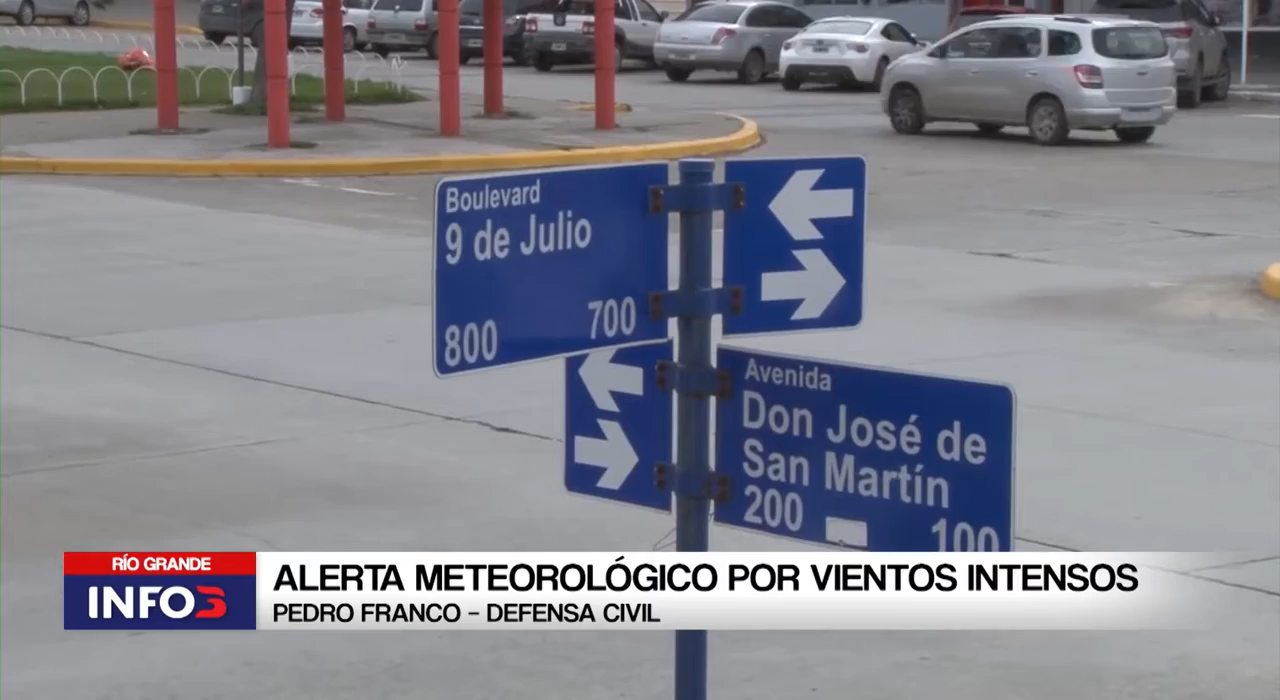 Boulevard
9 de Julio
800 700
Avenida
Don José de
San Martín
200 100
RÍO GRANDE
INFO3
ALERTA METEOROLÓGICO POR VIENTOS INTENSOS
PEDRO FRANCO – DEFENSA CIVIL